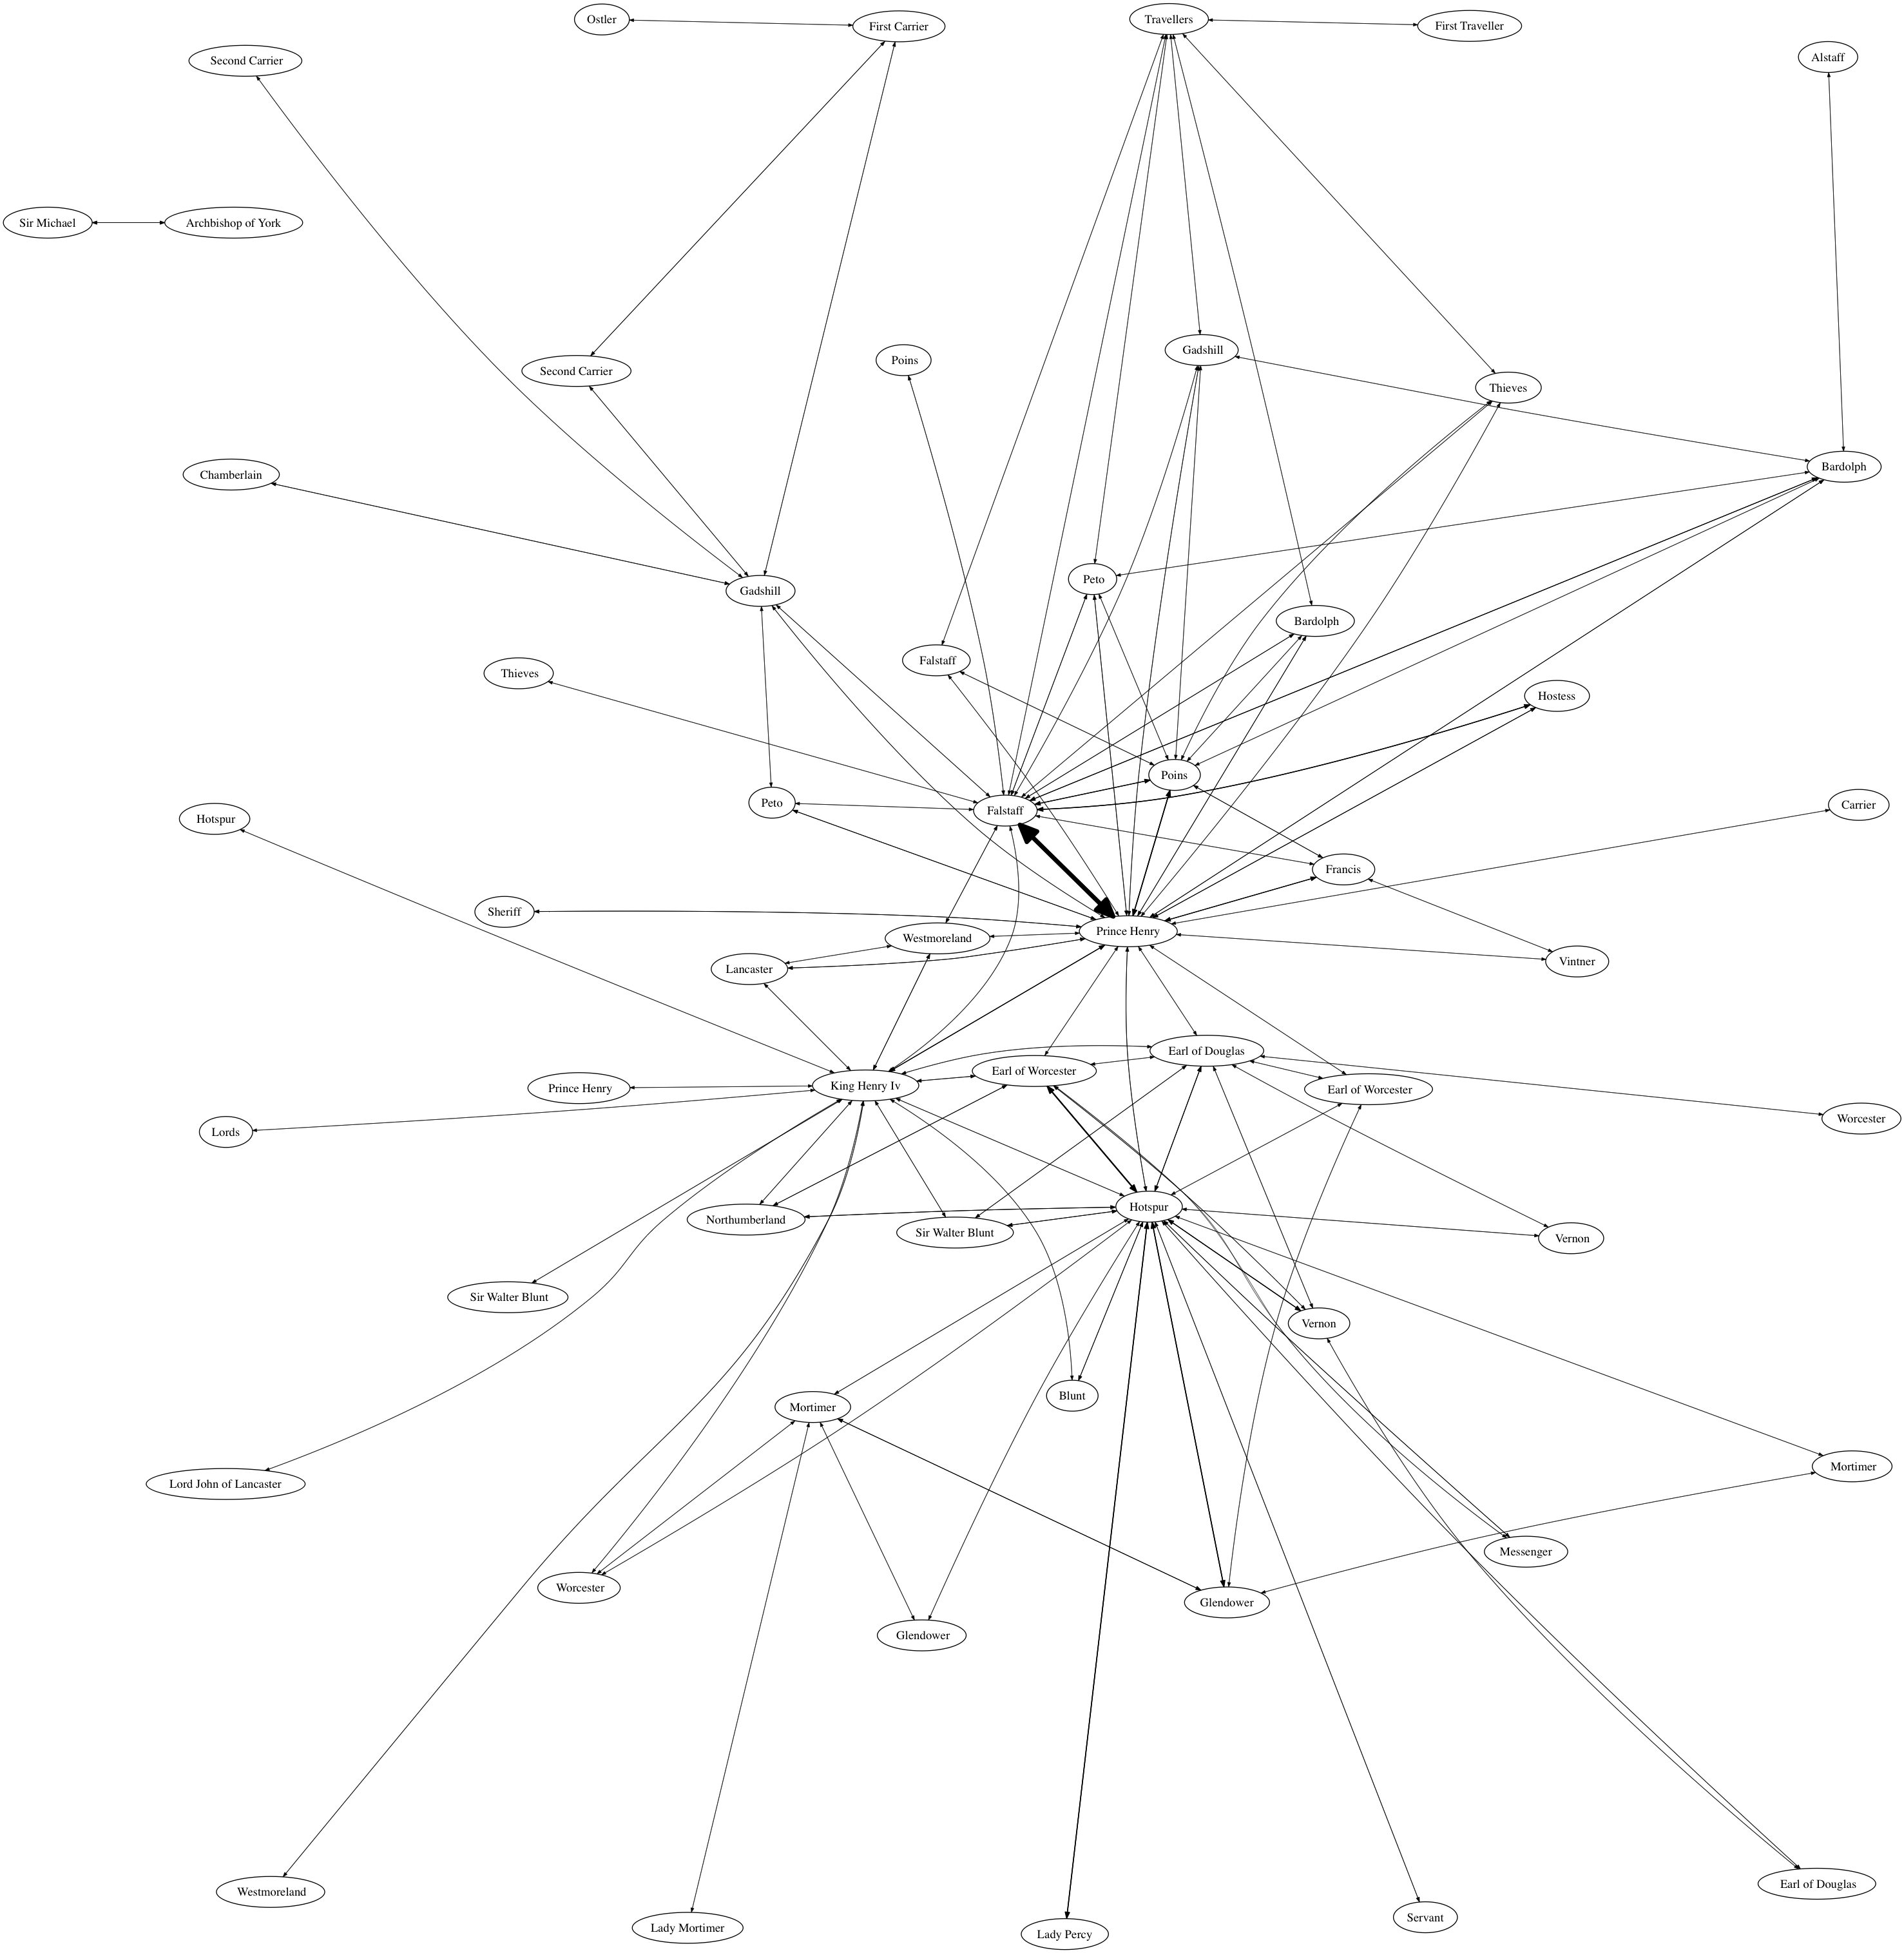 Ostler
First Carrier
Travellers
First Traveller
Second Carrier
Alstaff
Sir Michael
Archbishop of York
Poins
Gadshill
Second Carrier
Thieves
Chamberlain
Bardolph
Gadshill
Peto
Bardolph
Falstaff
Thieves
Hostess
Poins
Peto
Falstaff
Carrier
Hotspur
Francis
Sheriff
Prince Henry
Westmoreland
Lancaster
Vintner
Earl of Douglas
Earl of Worcester
King Henry Iv
Prince Henry
Earl of Worcester
Lords
Worcester
Hotspur
Northumberland
Sir Walter Blunt
Vernon
Sir Walter Blunt
Vernon
Blunt
Mortimer
Mortimer
Lord John of Lancaster
Messenger
Worcester
Glendower
Glendower
Westmoreland
Earl of Douglas
Lady Mortimer
Servant
Lady Percy